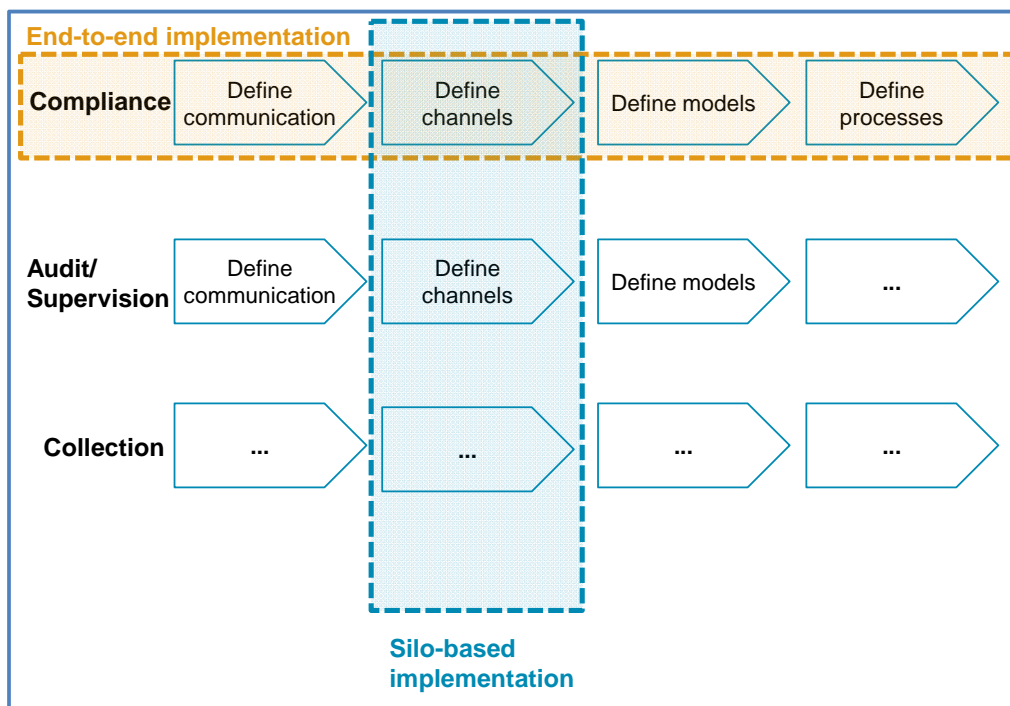 End-to-end implementation
Compliance
Define
communication
Define
channels
Define models
Define
processes
Audit/
Supervision
Define
communication
Define
channels
Define models
...
Collection
...
...
...
...
Silo-based
implementation